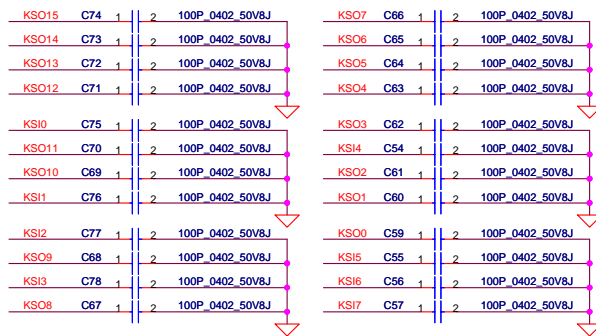 KSO15 C74 1 2 100P_0402_50V8J
KSO14 C73 1 2 100P_0402_50V8J
KSO13 C72 1 2 100P_0402_50V8J
KSO12 C71 1 2 100P_0402_50V8J
KSI0 C75 1 2 100P_0402_50V8J
KSO11 C70 1 2 100P_0402_50V8J
KSO10 C69 1 2 100P_0402_50V8J
KSI1 C76 1 2 100P_0402_50V8J
KSI2 C77 1 2 100P_0402_50V8J
KSO9 C68 1 2 100P_0402_50V8J
KSI3 C78 1 2 100P_0402_50V8J
KSO8 C67 1 2 100P_0402_50V8J
KSO7 C66 1 2 100P_0402_50V8J
KSO6 C65 1 2 100P_0402_50V8J
KSO5 C64 1 2 100P_0402_50V8J
KSO4 C63 1 2 100P_0402_50V8J
KSO3 C62 1 2 100P_0402_50V8J
KSI4 C54 1 2 100P_0402_50V8J
KSO2 C61 1 2 100P_0402_50V8J
KSO1 C60 1 2 100P_0402_50V8J
KSO0 C59 1 2 100P_0402_50V8J
KSI5 C55 1 2 100P_0402_50V8J
KSI6 C56 1 2 100P_0402_50V8J
KSI7 C57 1 2 100P_0402_50V8J